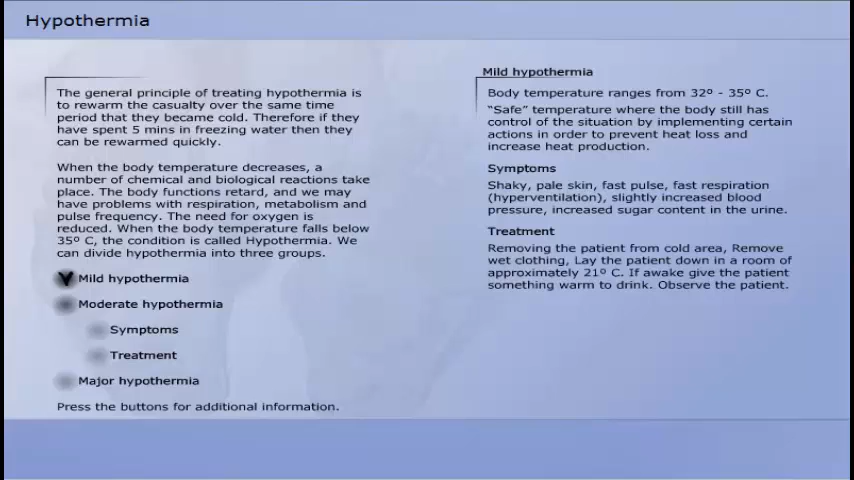 Hypothermia
The general principle of treating hypothermia is
to rewarm the casualty over the same time
period that they became cold. Therefore if they
have spent 5 mins in freezing water then they
can be rewarmed quickly.
When the body temperature decreases, a
number of chemical and biological reactions take
place. The body functions retard, and we may
have problems with respiration, metabolism and
pulse frequency. The need for oxygen is
reduced. When the body temperature falls below
35º C, the condition is called Hypothermia. We
can divide hypothermia into three groups.
Mild hypothermia
Moderate hypothermia
Symptoms
Treatment
Major hypothermia
Press the buttons for additional information.
Mild hypothermia
Body temperature ranges from 32º - 35º C.
“Safe” temperature where the body still has
control of the situation by implementing certain
actions in order to prevent heat loss and
increase heat production.
Symptoms
Shaky, pale skin, fast pulse, fast respiration
(hyperventilation), slightly increased blood
pressure, increased sugar content in the urine.
Treatment
Removing the patient from cold area, Remove
wet clothing, Lay the patient down in a room of
approximately 21º C. If awake give the patient
something warm to drink. Observe the patient.